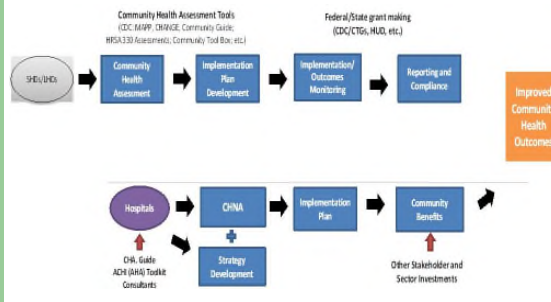 Community Health Assessment Tools
(CDC: MAPP, CHANGE, Community Guide;
HRSA 330 Assessments; Community Tool Box; etc.)
Federal/State grant making
(CDC/CTGs, HUD, etc.)
SHDs/LHDs
Community
Health
Assessment
Implementation
Plan
Development
Implementation/
Outcomes
Monitoring
Reporting and
Compliance
Improved
Community
Health
Outcomes
Hospitals
CHNA
Implementation
Plan
Community
Benefits
Strategy
Development
CHA. Guide
ACHI (AHA) Toolkit
Consultants
Other Stakeholder and
Sector Investments